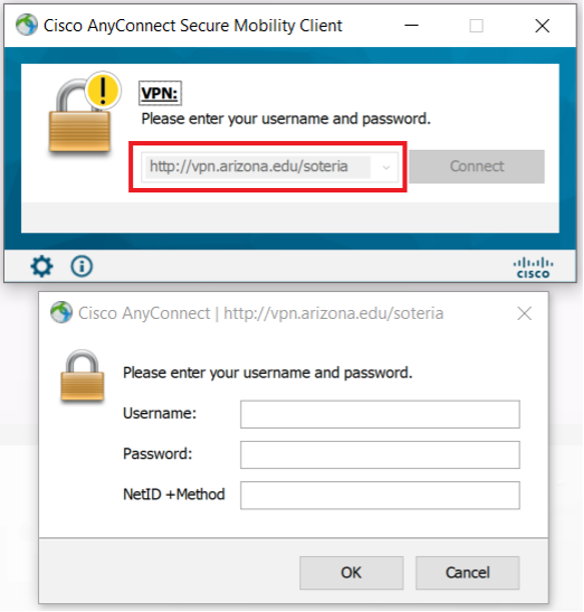 Cisco AnyConnect Secure Mobility Client
VPN:
Please enter your username and password.
http://vpn.arizona.edu/soteria
Connect
CISCO
Cisco AnyConnect | http://vpn.arizona.edu/soteria
Please enter your username and password.
Username:
Password:
NetID +Method
OK
Cancel